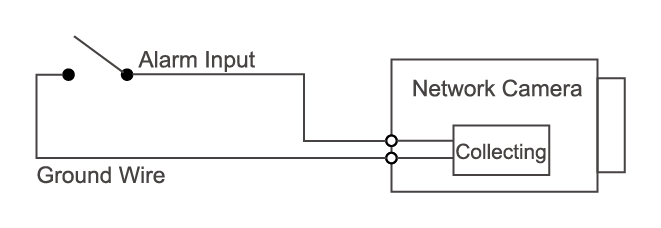 Alarm Input
Network Camera
Collecting
Ground Wire